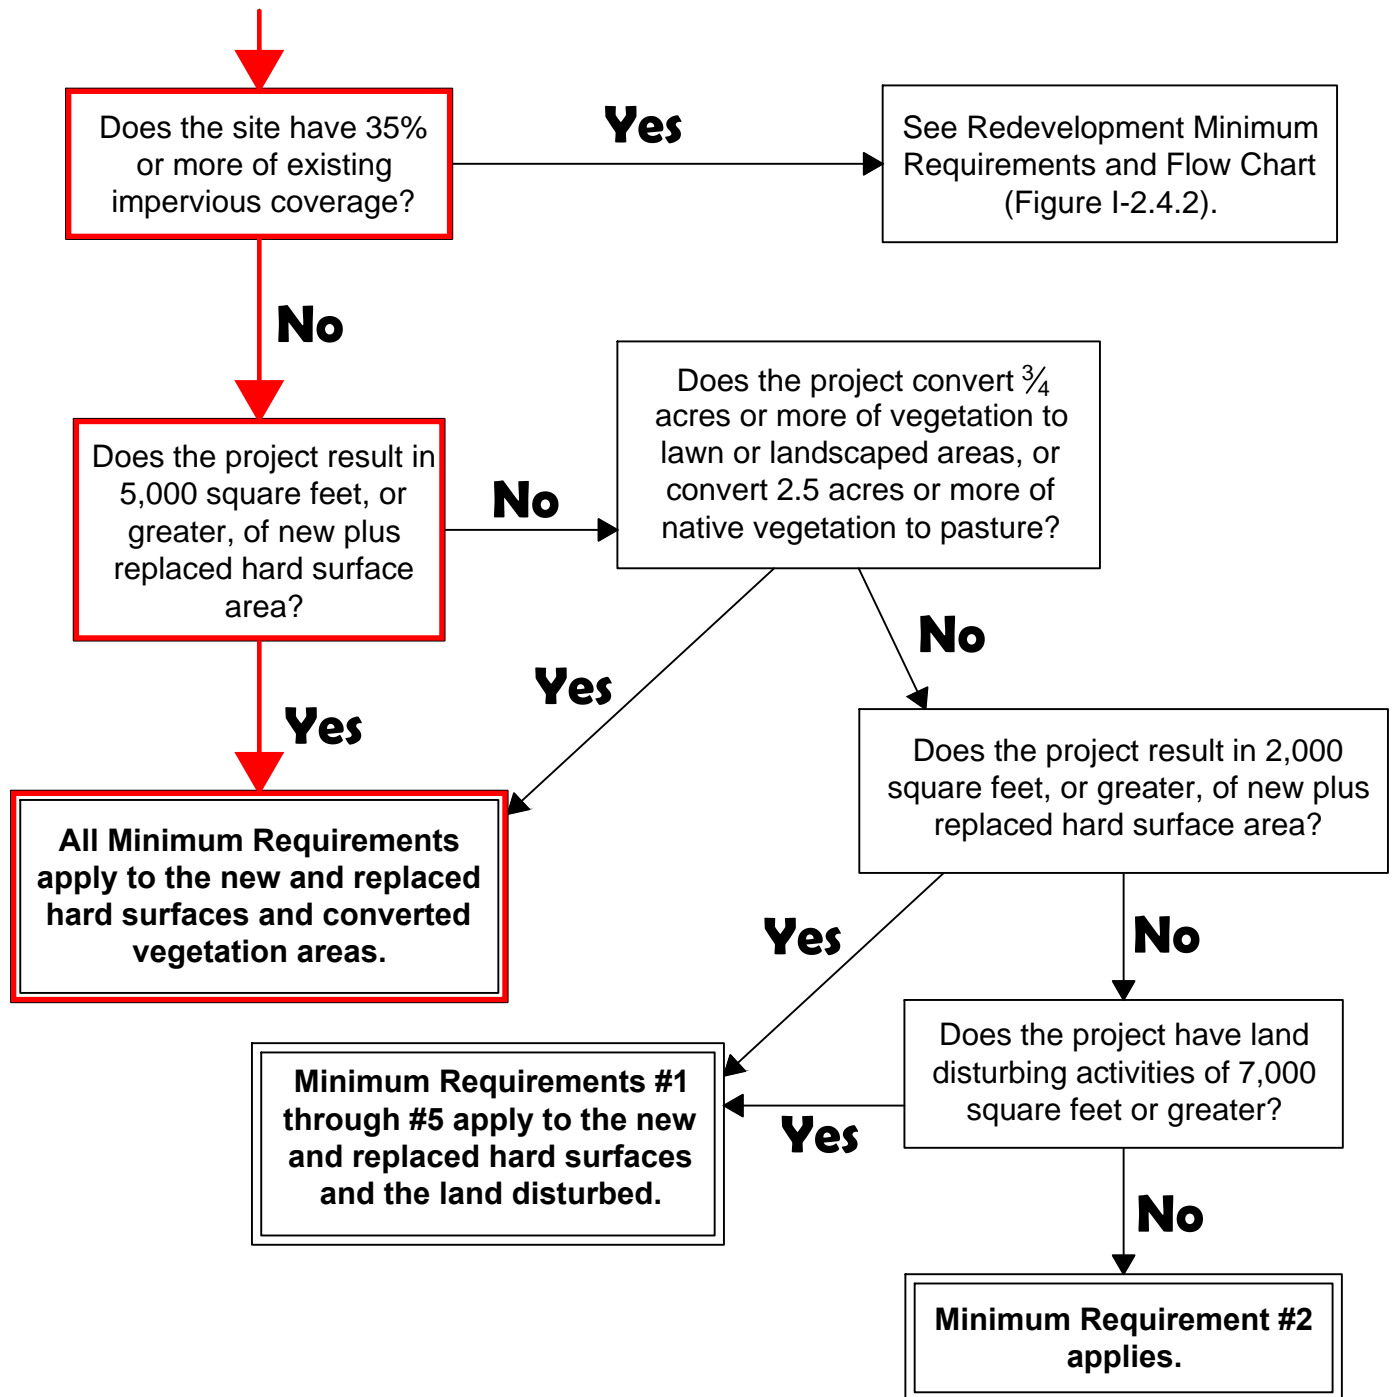 Does the site have 35%
or more of existing
impervious coverage?
Yes
See Redevelopment Minimum
Requirements and Flow Chart
(Figure I-2.4.2).
No
Does the project result in
5,000 square feet, or
greater, of new plus
replaced hard surface
area?
No
Does the project convert ¾
acres or more of vegetation to
lawn or landscaped areas, or
convert 2.5 acres or more of
native vegetation to pasture?
Yes
Yes
No
All Minimum Requirements
apply to the new and replaced
hard surfaces and converted
vegetation areas.
Does the project result in 2,000
square feet, or greater, of new plus
replaced hard surface area?
Yes
No
Minimum Requirements #1
through #5 apply to the new
and replaced hard surfaces
and the land disturbed.
Yes
Does the project have land
disturbing activities of 7,000
square feet or greater?
No
Minimum Requirement #2
applies.